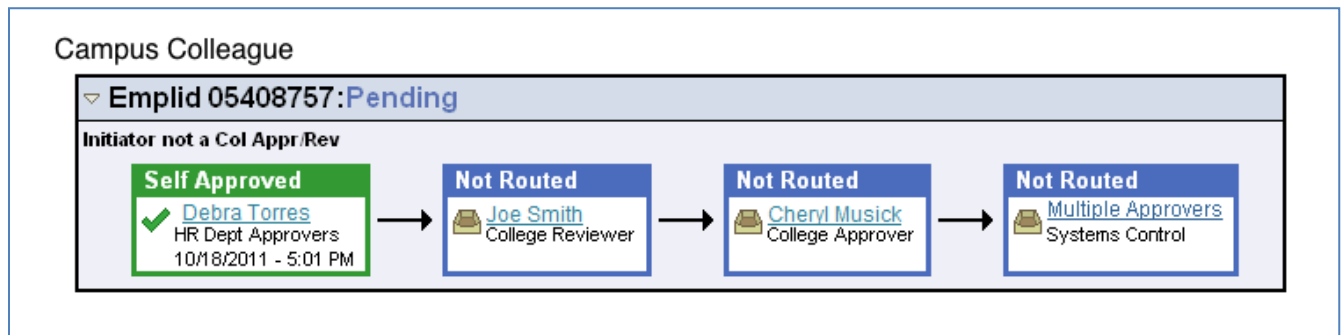 Campus Colleague
Emplid 05408757:Pending
Initiator not a Col Appr/Rev
Self Approved
Debra Torres
HR Dept Approvers
10/18/2011 - 5:01 PM
Not Routed
Joe Smith
College Reviewer
Not Routed
Cheryl Musick
College Approver
Not Routed
Multiple Approvers
Systems Control